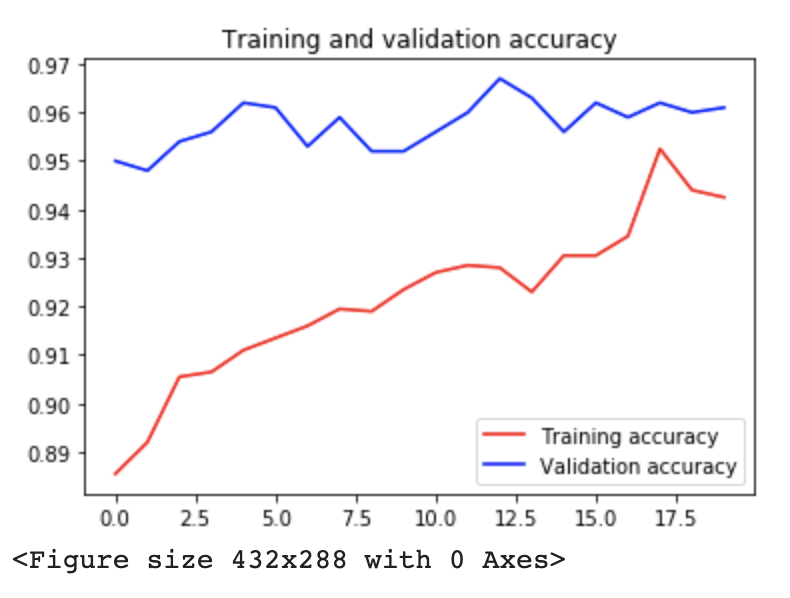 Training and validation accuracy
0.97
0.96
0.95
0.94
0.93
0.92
0.91
0.90
0.89
Training accuracy
Validation accuracy
0.0 2.5 5.0 7.5 10.0 12.5 15.0 17.5
<Figure size 432x288 with 0 Axes>